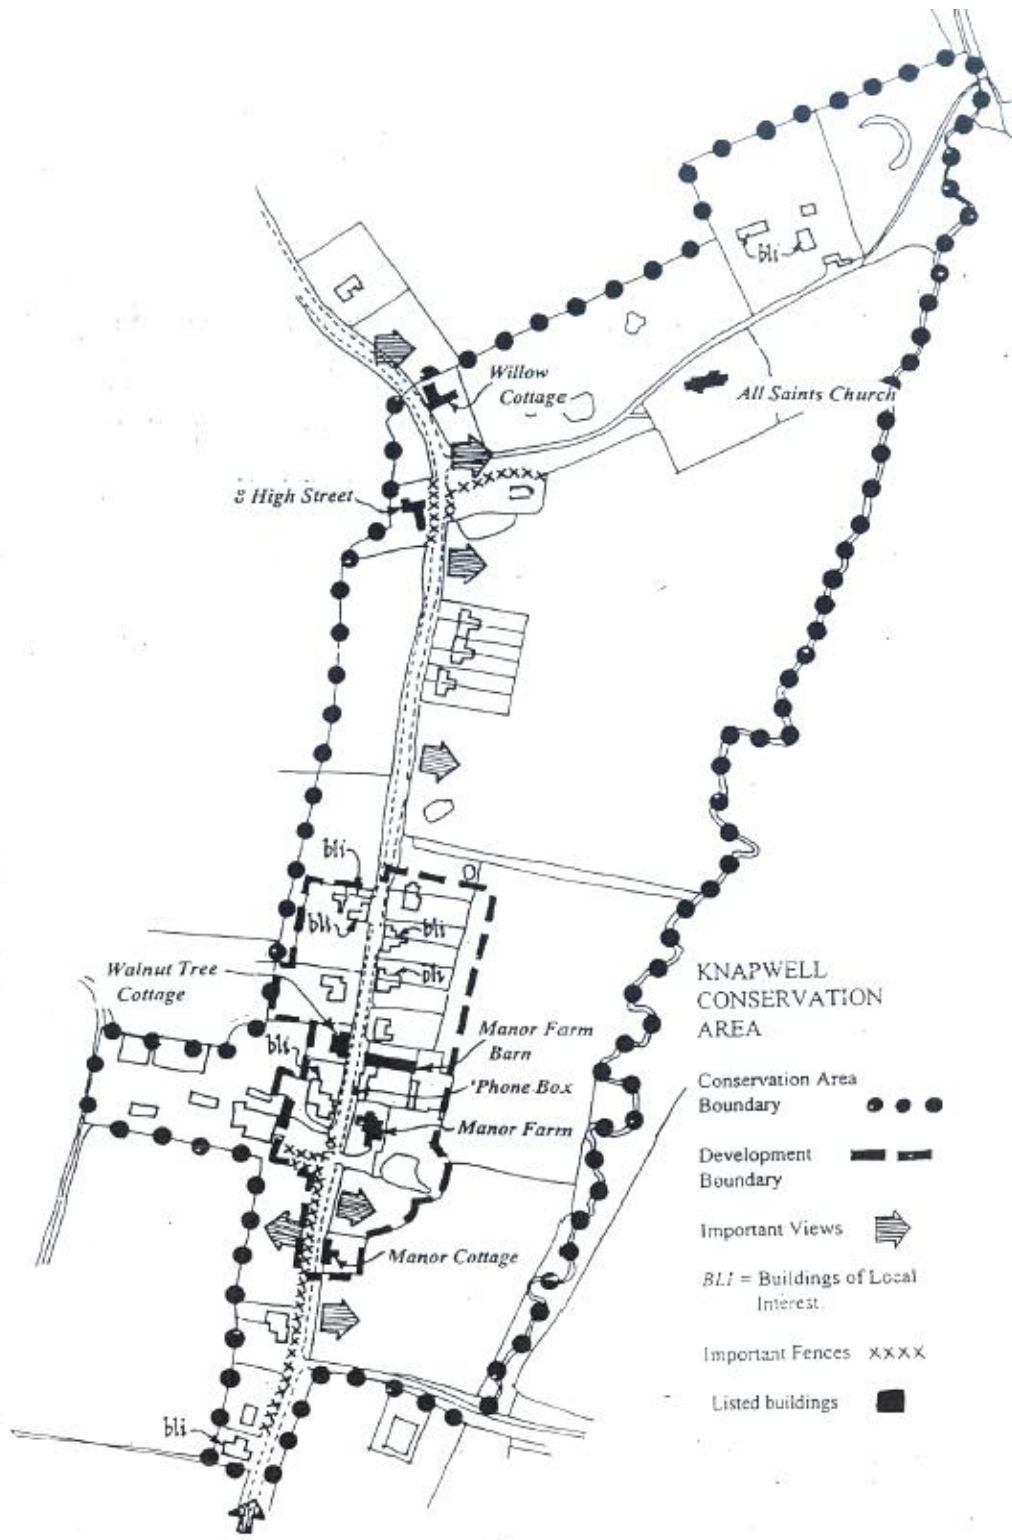 bli
Willow
Cottage
All Saints Church
8 High Street
bli
bli
bli
bli
Walnut Tree
Cottage
bli
Manor Farm
Barn
'Phone Box
Manor Farm
Manor Cottage
bli
KNAPWELL
CONSERVATION
AREA
Conservation Area
Boundary
Development
Boundary
Important Views
BLI = Buildings of Local
Interest.
Important Fences xxxx
Listed buildings